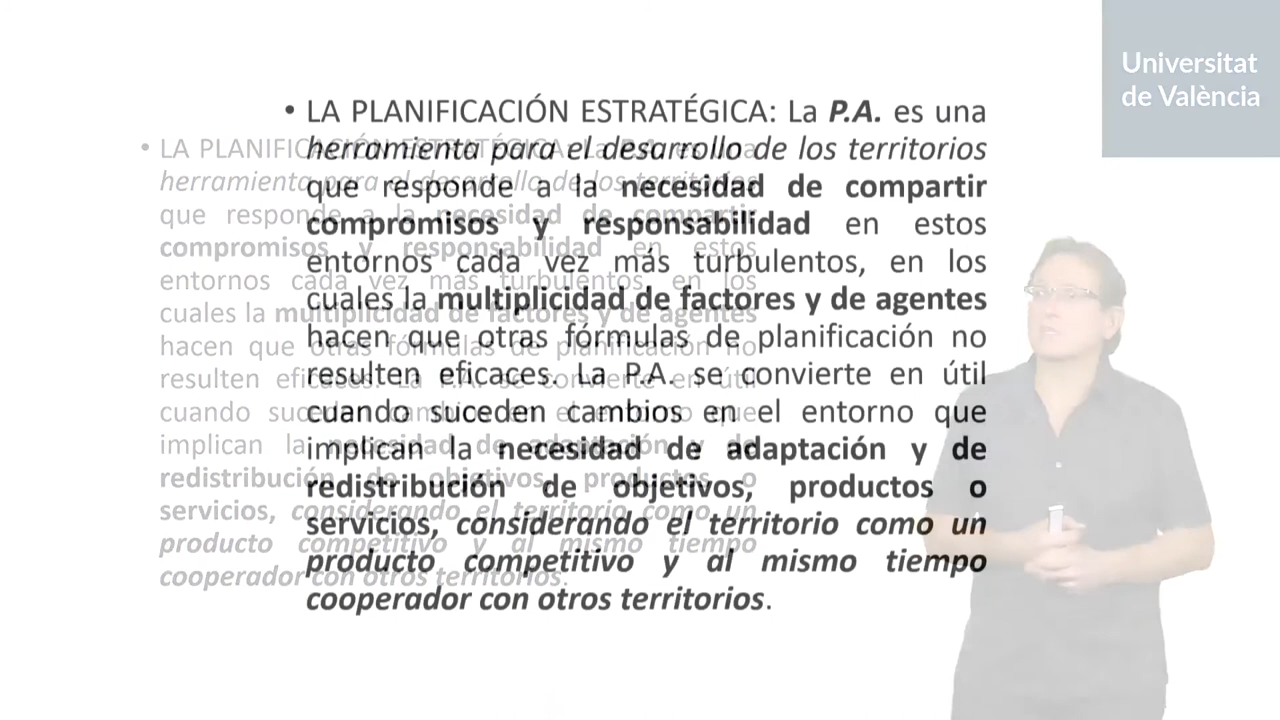 Universitat
de València
• LA PLANIFICACIÓN ESTRATÉGICA: La P.A. es una
herramienta para el desarrollo de los territorios
que responde a la necesidad de compartir
compromisos y responsabilidad en estos
entornos cada vez más turbulentos, en los
cuales la multiplicidad de factores y de agentes
hacen que otras fórmulas de planificación no
resulten eficaces. La P.A. se convierte en útil
cuando suceden cambios en el entorno que
implican la necesidad de adaptación y de
redistribución de objetivos, productos o
servicios, considerando el territorio como un
producto competitivo y al mismo tiempo
cooperador con otros territorios.